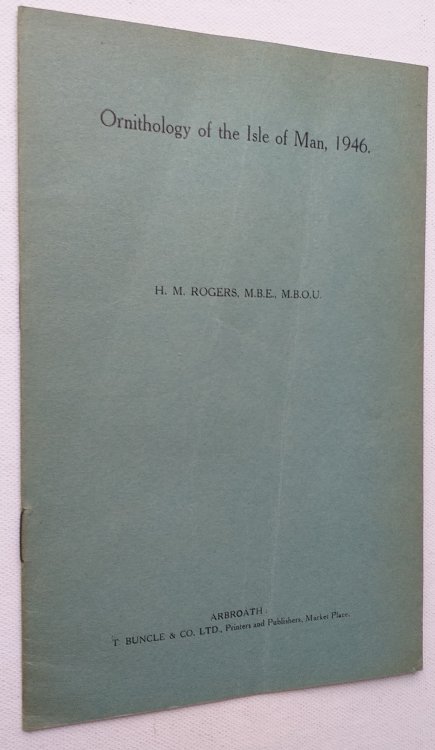 Ornithology of the Isle of Man, 1946.
H. M. ROGERS, M.B.E., M.B.O.U.
ARBROATH:
T. BUNCLE & CO. LTD., Printers and Publishers, Market Place.